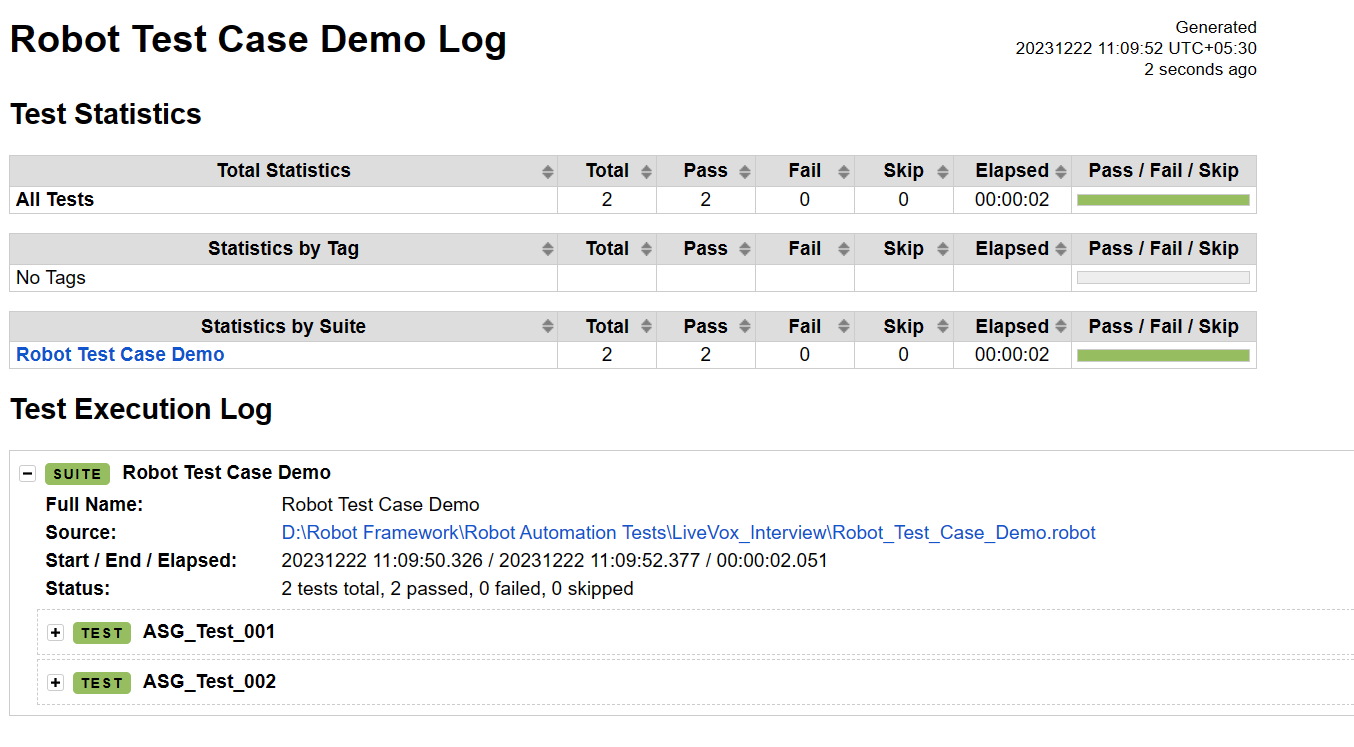 Robot Test Case Demo Log
Generated
20231222 11:09:52 UTC+05:30
2 seconds ago
Test Statistics
Total Statistics Total Pass Fail Skip Elapsed Pass / Fail / Skip
All Tests 2 2 0 0 00:00:02
Statistics by Tag Total Pass Fail Skip Elapsed Pass / Fail / Skip
No Tags
Statistics by Suite Total Pass Fail Skip Elapsed Pass / Fail / Skip
Robot Test Case Demo 2 2 0 0 00:00:02
Test Execution Log
SUITE Robot Test Case Demo
Full Name: Robot Test Case Demo
Source: D:\Robot Framework\Robot Automation Tests\LiveVox_Interview\Robot_Test_Case_Demo.robot
Start / End / Elapsed: 20231222 11:09:50.326 / 20231222 11:09:52.377 / 00:00:02.051
Status: 2 tests total, 2 passed, 0 failed, 0 skipped
TEST ASG_Test_001
TEST ASG_Test_002